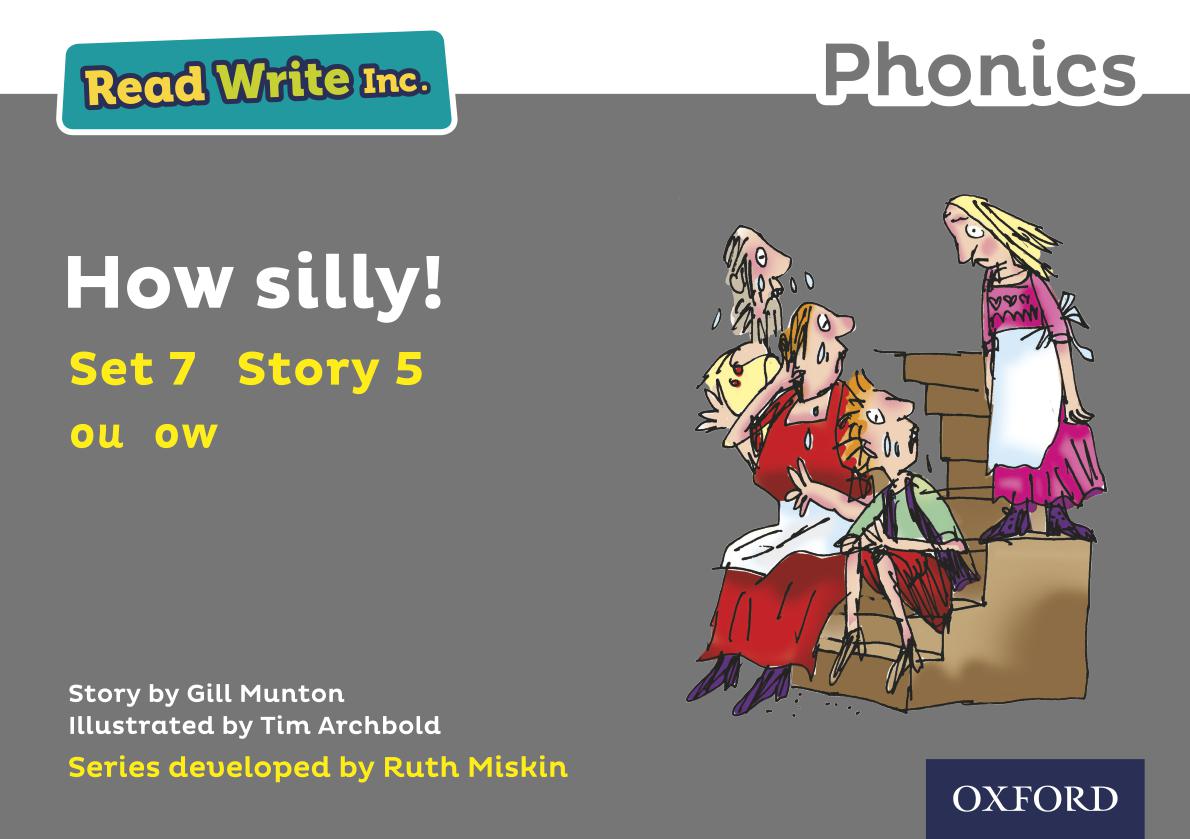 Read Write Inc.
Phonics
How silly!
Set 7 Story 5
ou ow
Story by Gill Munton
Illustrated by Tim Archbold
Series developed by Ruth Miskin
OXFORD